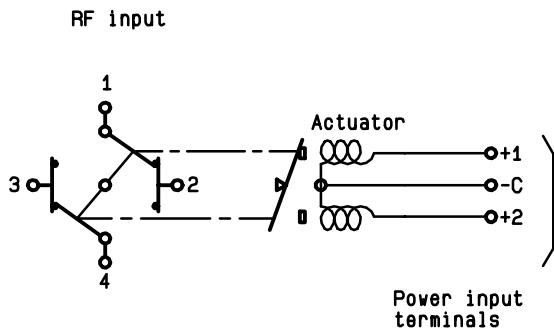 RF input
1
Actuator
+1
3
2
-C
+2
4
Power input
terminals